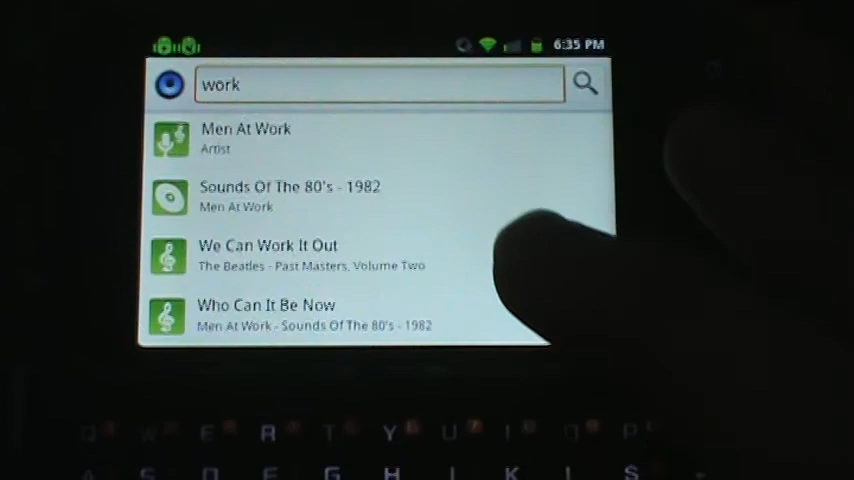 6:35 PM
work
Men At Work
Artist
Sounds Of The 80's - 1982
Men At Work
We Can Work It Out
The Beatles - Past Masters, Volume Two
Who Can It Be Now
Men At Work - Sounds Of The 80's - 1982
Q W E R T Y U I O P
A S D F G H J K L $